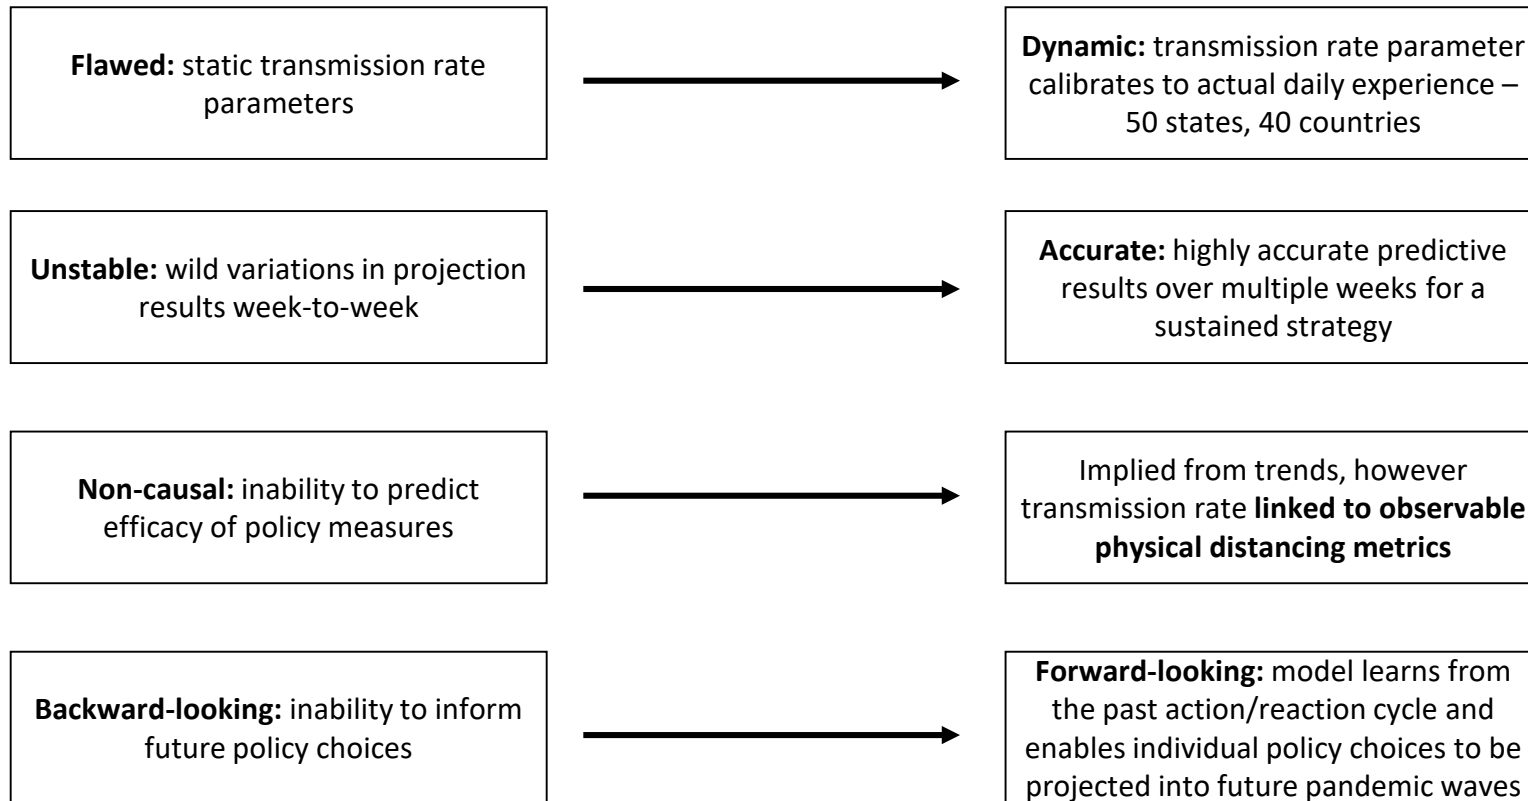 Flawed: static transmission rate
parameters
Dynamic: transmission rate parameter
calibrates to actual daily experience –
50 states, 40 countries
Unstable: wild variations in projection
results week-to-week
Accurate: highly accurate predictive
results over multiple weeks for a
sustained strategy
Non-causal: inability to predict
efficacy of policy measures
Implied from trends, however
transmission rate linked to observable
physical distancing metrics
Backward-looking: inability to inform
future policy choices
Forward-looking: model learns from
the past action/reaction cycle and
enables individual policy choices to be
projected into future pandemic waves